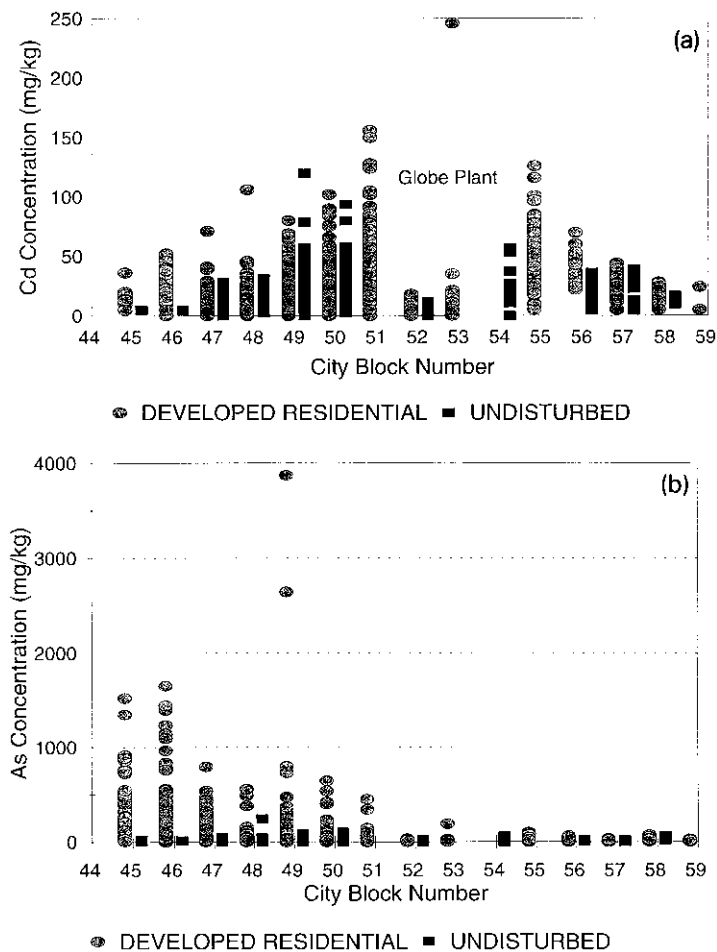 (a)
Cd Concentration (mg/kg)
250
200
150
100
50
0
Globe Plant
44 45 46 47 48 49 50 51 52 53 54 55 56 57 58 59
City Block Number
DEVELOPED RESIDENTIAL UNDISTURBED
(b)
As Concentration (mg/kg)
4000
3000
2000
1000
0
44 45 46 47 48 49 50 51 52 53 54 55 56 57 58 59
City Block Number
DEVELOPED RESIDENTIAL UNDISTURBED